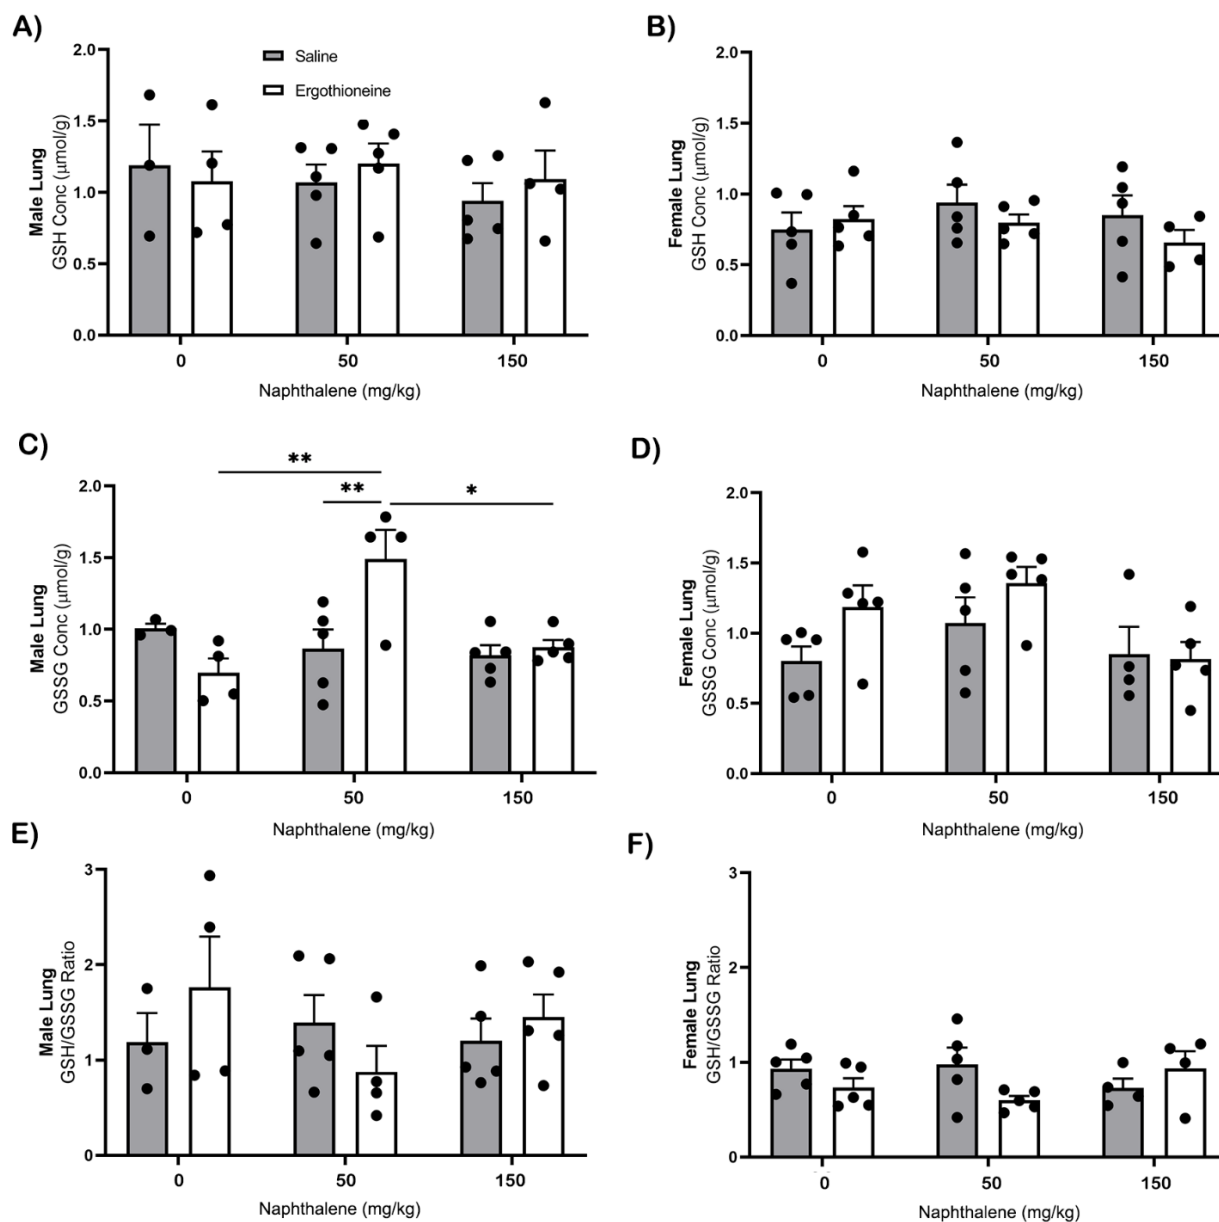 A)
2.0
1.5
1.0
0.5
0.0
Male Lung
GSH Conc (μmol/g)
Saline
Ergothioneine
0 50 150
Naphthalene (mg/kg)
B)
2.0
1.5
1.0
0.5
0.0
Female Lung
GSH Conc (μmol/g)
0 50 150
Naphthalene (mg/kg)
C)
2.0
1.5
1.0
0.5
0.0
Male Lung
GSSG Conc (μmol/g)
**
**
*
0 50 150
Naphthalene (mg/kg)
D)
2.0
1.5
1.0
0.5
0.0
Female Lung
GSSG Conc (μmol/g)
0 50 150
Naphthalene (mg/kg)
E)
3
2
1
0
Male Lung
GSH/GSSG Ratio
0 50 150
Naphthalene (mg/kg)
F)
3
2
1
0
Female Lung
GSH/GSSG Ratio
0 50 150
Naphthalene (mg/kg)